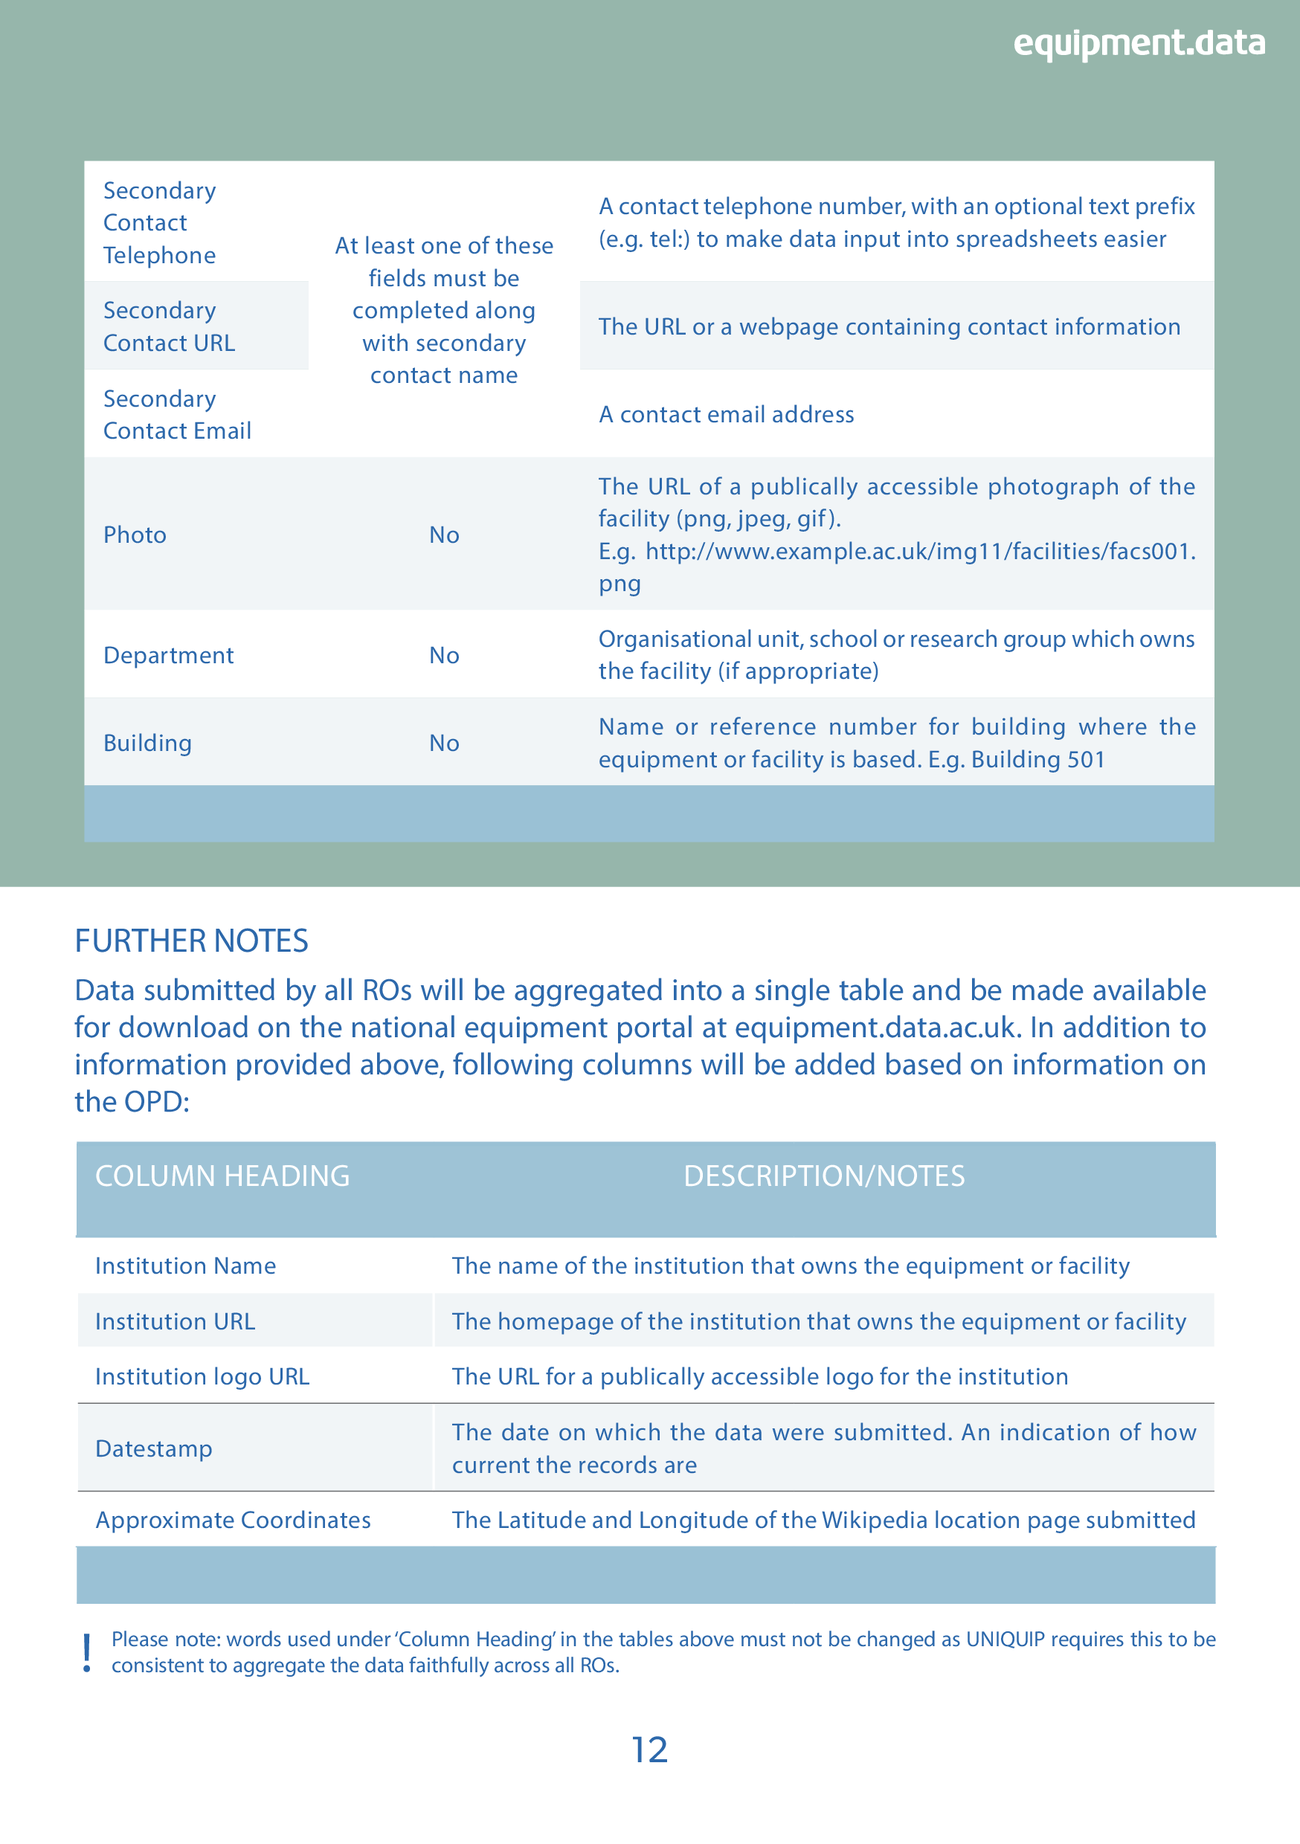 equipment.data
Secondary
Contact
Telephone
At least one of these
fields must be
completed along
with secondary
contact name
A contact telephone number, with an optional text prefix
(e.g. tel:) to make data input into spreadsheets easier
Secondary
Contact URL
The URL or a webpage containing contact information
Secondary
Contact Email
A contact email address
Photo
No
The URL of a publically accessible photograph of the
facility (png, jpeg, gif).
E.g. http://www.example.ac.uk/img11/facilities/facs001.
png
Department
No
Organisational unit, school or research group which owns
the facility (if appropriate)
Building
No
Name or reference number for building where the
equipment or facility is based. E.g. Building 501
FURTHER NOTES
Data submitted by all ROs will be aggregated into a single table and be made available
for download on the national equipment portal at equipment.data.ac.uk. In addition to
information provided above, following columns will be added based on information on
the OPD:
COLUMN HEADING
DESCRIPTION/NOTES
Institution Name
The name of the institution that owns the equipment or facility
Institution URL
The homepage of the institution that owns the equipment or facility
Institution logo URL
The URL for a publically accessible logo for the institution
Datestamp
The date on which the data were submitted. An indication of how
current the records are
Approximate Coordinates
The Latitude and Longitude of the Wikipedia location page submitted
! Please note: words used under ‘Column Heading’ in the tables above must not be changed as UNIQUIP requires this to be
consistent to aggregate the data faithfully across all ROs.
12